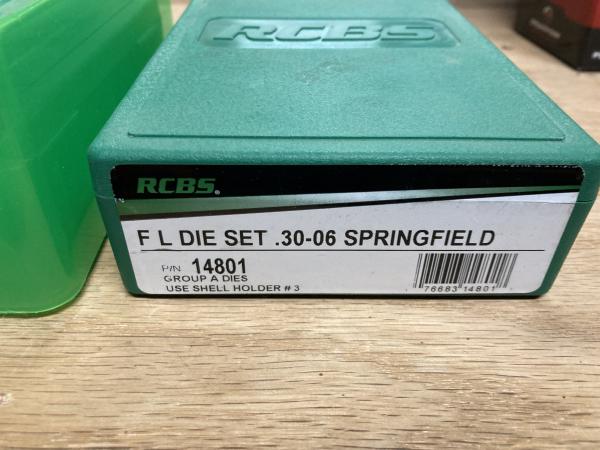 RCBS
RCBS.
F L DIE SET .30-06 SPRINGFIELD
P/N 14801
GROUP A DIES
USE SHELL HOLDER # 3
76683 14801